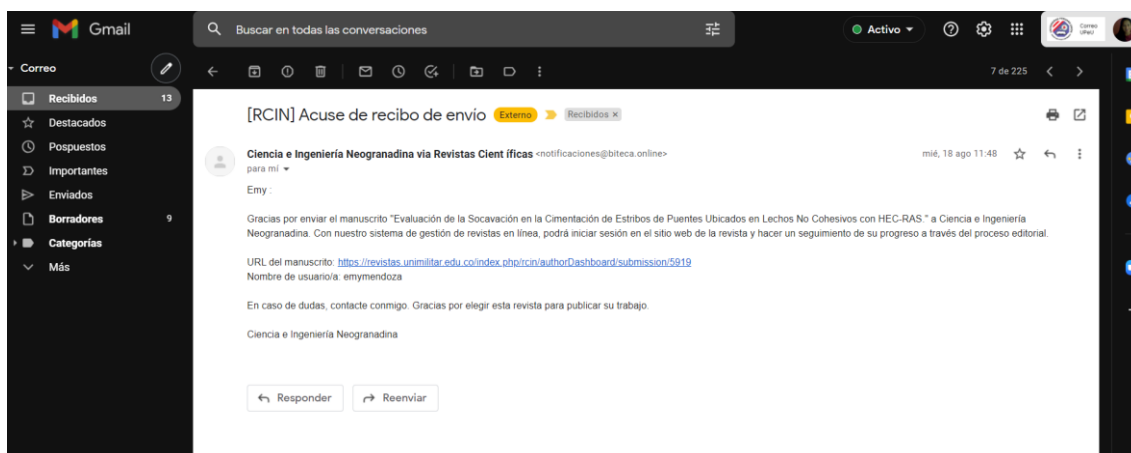 Gmail
Buscar en todas las conversaciones
Activo
Correo UPeU
Correo
7 de 225
Recibidos 13
Destacados
Pospuestos
Importantes
Enviados
Borradores 9
Categorías
Más
[RCIN] Acuse de recibo de envío Externo Recibidos ×
Ciencia e Ingeniería Neogranadina via Revistas Cient íficas <notificaciones@biteca.online> mié, 18 ago 11:48
para mí
Emy :
Gracias por enviar el manuscrito "Evaluación de la Socavación en la Cimentación de Estribos de Puentes Ubicados en Lechos No Cohesivos con HEC-RAS." a Ciencia e Ingeniería
Neogranadina. Con nuestro sistema de gestión de revistas en línea, podrá iniciar sesión en el sitio web de la revista y hacer un seguimiento de su progreso a través del proceso editorial.
URL del manuscrito: https://revistas.unimilitar.edu.co/index.php/rcin/authorDashboard/submission/5919
Nombre de usuario/a: emymendoza
En caso de dudas, contacte conmigo. Gracias por elegir esta revista para publicar su trabajo.
Ciencia e Ingeniería Neogranadina
Responder Reenviar